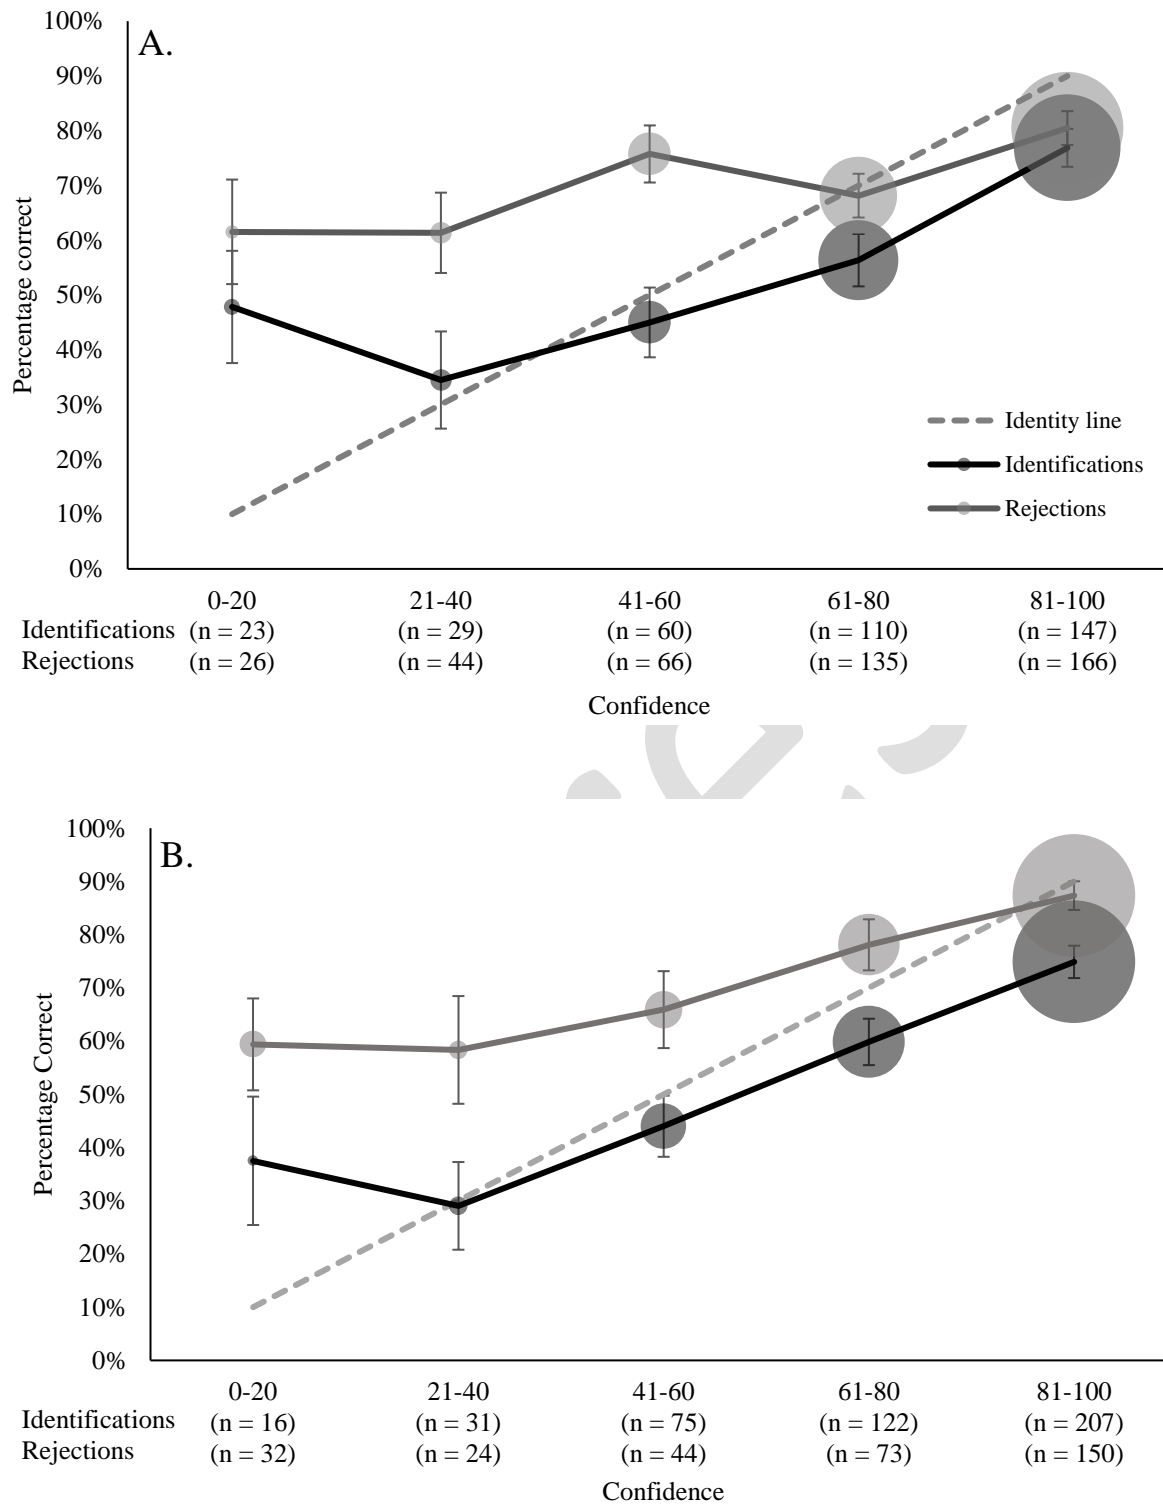 100%
A.
90%
80%
70%
60%
50%
40%
30%
20%
10%
0%
Percentage correct
Identity line
Identifications
Rejections
0-20 21-40 41-60 61-80 81-100
Identifications (n = 23) (n = 29) (n = 60) (n = 110) (n = 147)
Rejections (n = 26) (n = 44) (n = 66) (n = 135) (n = 166)
Confidence
100%
B.
90%
80%
70%
60%
50%
40%
30%
20%
10%
0%
Percentage Correct
0-20 21-40 41-60 61-80 81-100
Identifications (n = 16) (n = 31) (n = 75) (n = 122) (n = 207)
Rejections (n = 32) (n = 24) (n = 44) (n = 73) (n = 150)
Confidence